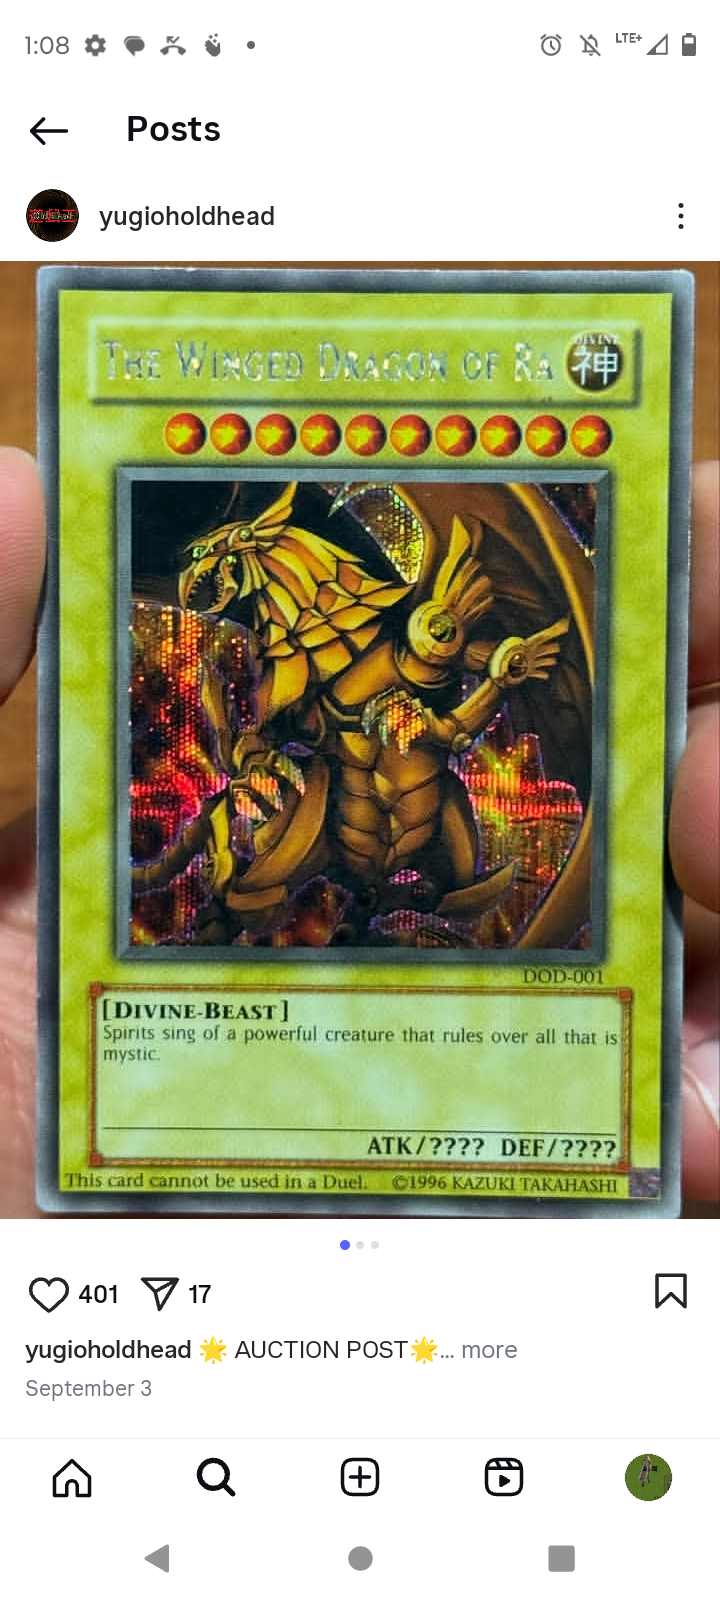 1:08
LTE+
Posts
yugioholdhead
THE WINGED DRAGON OF RA
DIVINE
神
DOD-001
[DIVINE-BEAST]
Spirits sing of a powerful creature that rules over all that is
mystic.
ATK/???? DEF/????
This card cannot be used in a Duel. ©1996 KAZUKI TAKAHASHI
401 17
yugioholdhead 🌟 AUCTION POST🌟... more
September 3